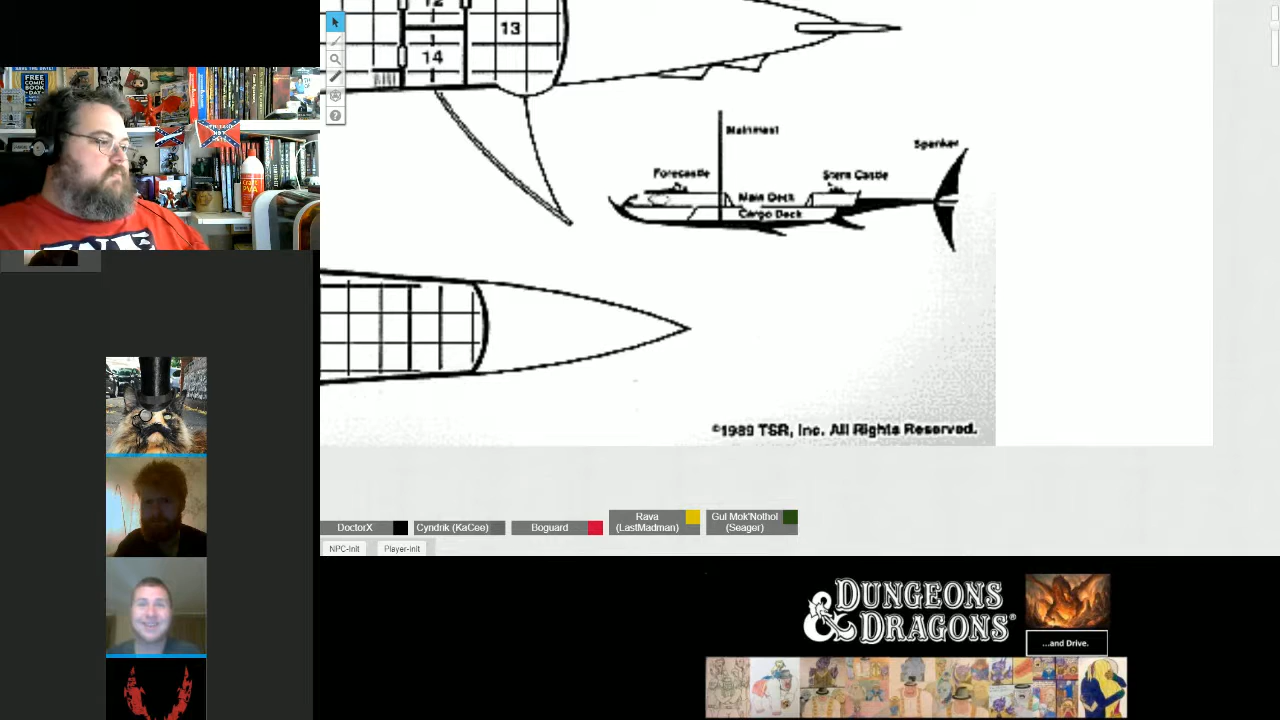 12
13
14
Mainmast
Spanker
Forecastle
Stern Castle
Main Deck
Cargo Deck
FREE
COMIC
BOOK
DAY
PVA
©1989 TSR, Inc. All Rights Reserved.
DoctorX
Cyndrik (KaCee)
Boguard
Rava
(LastMadman)
Gul Mok'Nothol
(Seager)
NPC-Init
Player-Init
DUNGEONS
& DRAGONS®
...and Drive.